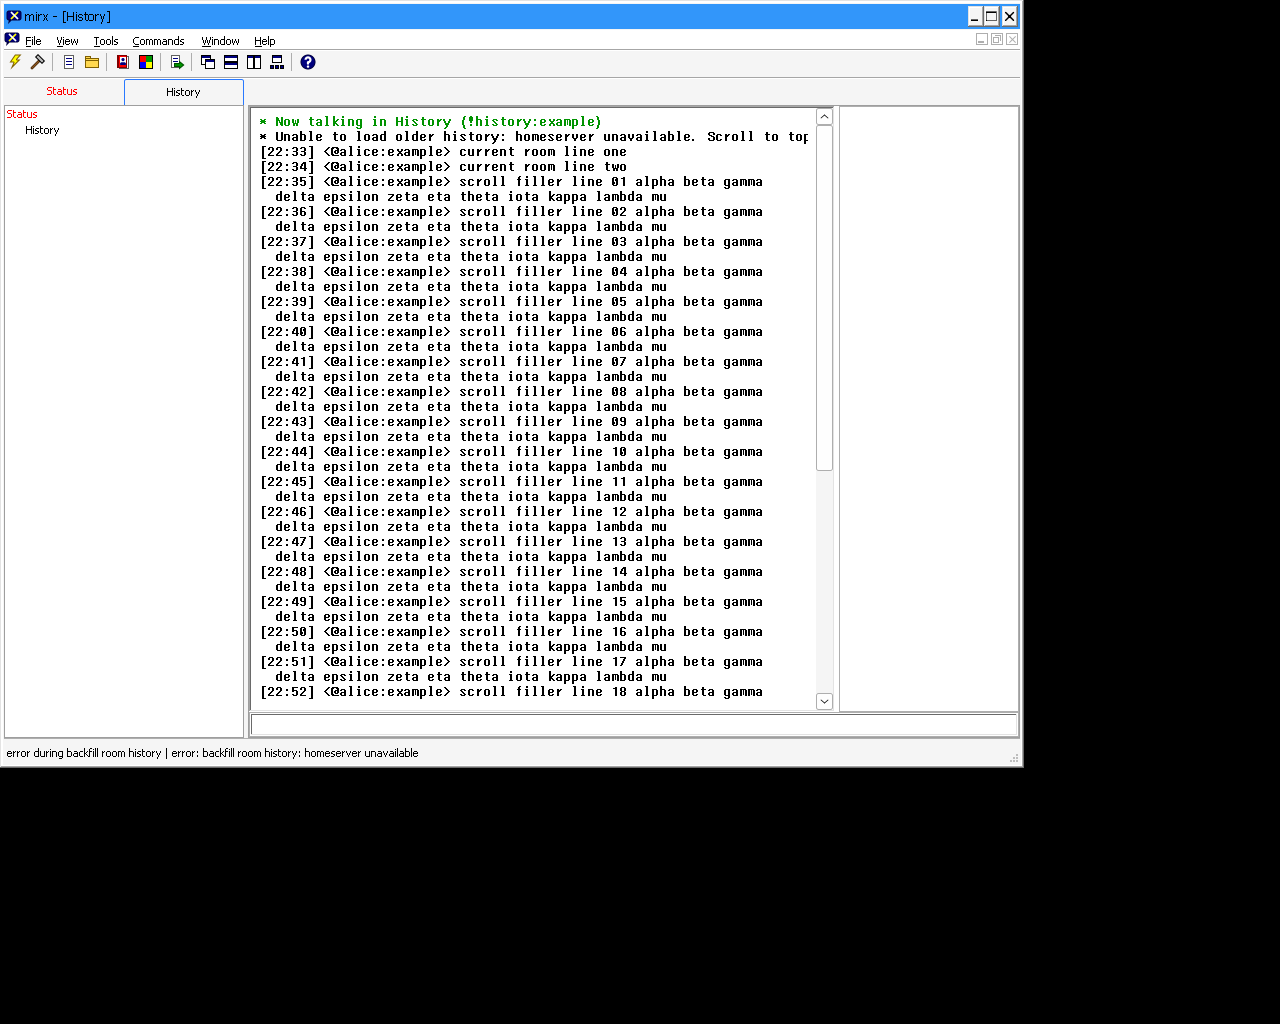 mirx - [History]
File View Tools Commands Window Help
Status History
Status
History
* Now talking in History (!history:example)
* Unable to load older history: homeserver unavailable. Scroll to top
[22:33] <@alice:example> current room line one
[22:34] <@alice:example> current room line two
[22:35] <@alice:example> scroll filler line 01 alpha beta gamma
delta epsilon zeta eta theta iota kappa lambda mu
[22:36] <@alice:example> scroll filler line 02 alpha beta gamma
delta epsilon zeta eta theta iota kappa lambda mu
[22:37] <@alice:example> scroll filler line 03 alpha beta gamma
delta epsilon zeta eta theta iota kappa lambda mu
[22:38] <@alice:example> scroll filler line 04 alpha beta gamma
delta epsilon zeta eta theta iota kappa lambda mu
[22:39] <@alice:example> scroll filler line 05 alpha beta gamma
delta epsilon zeta eta theta iota kappa lambda mu
[22:40] <@alice:example> scroll filler line 06 alpha beta gamma
delta epsilon zeta eta theta iota kappa lambda mu
[22:41] <@alice:example> scroll filler line 07 alpha beta gamma
delta epsilon zeta eta theta iota kappa lambda mu
[22:42] <@alice:example> scroll filler line 08 alpha beta gamma
delta epsilon zeta eta theta iota kappa lambda mu
[22:43] <@alice:example> scroll filler line 09 alpha beta gamma
delta epsilon zeta eta theta iota kappa lambda mu
[22:44] <@alice:example> scroll filler line 10 alpha beta gamma
delta epsilon zeta eta theta iota kappa lambda mu
[22:45] <@alice:example> scroll filler line 11 alpha beta gamma
delta epsilon zeta eta theta iota kappa lambda mu
[22:46] <@alice:example> scroll filler line 12 alpha beta gamma
delta epsilon zeta eta theta iota kappa lambda mu
[22:47] <@alice:example> scroll filler line 13 alpha beta gamma
delta epsilon zeta eta theta iota kappa lambda mu
[22:48] <@alice:example> scroll filler line 14 alpha beta gamma
delta epsilon zeta eta theta iota kappa lambda mu
[22:49] <@alice:example> scroll filler line 15 alpha beta gamma
delta epsilon zeta eta theta iota kappa lambda mu
[22:50] <@alice:example> scroll filler line 16 alpha beta gamma
delta epsilon zeta eta theta iota kappa lambda mu
[22:51] <@alice:example> scroll filler line 17 alpha beta gamma
delta epsilon zeta eta theta iota kappa lambda mu
[22:52] <@alice:example> scroll filler line 18 alpha beta gamma
error during backfill room history | error: backfill room history: homeserver unavailable